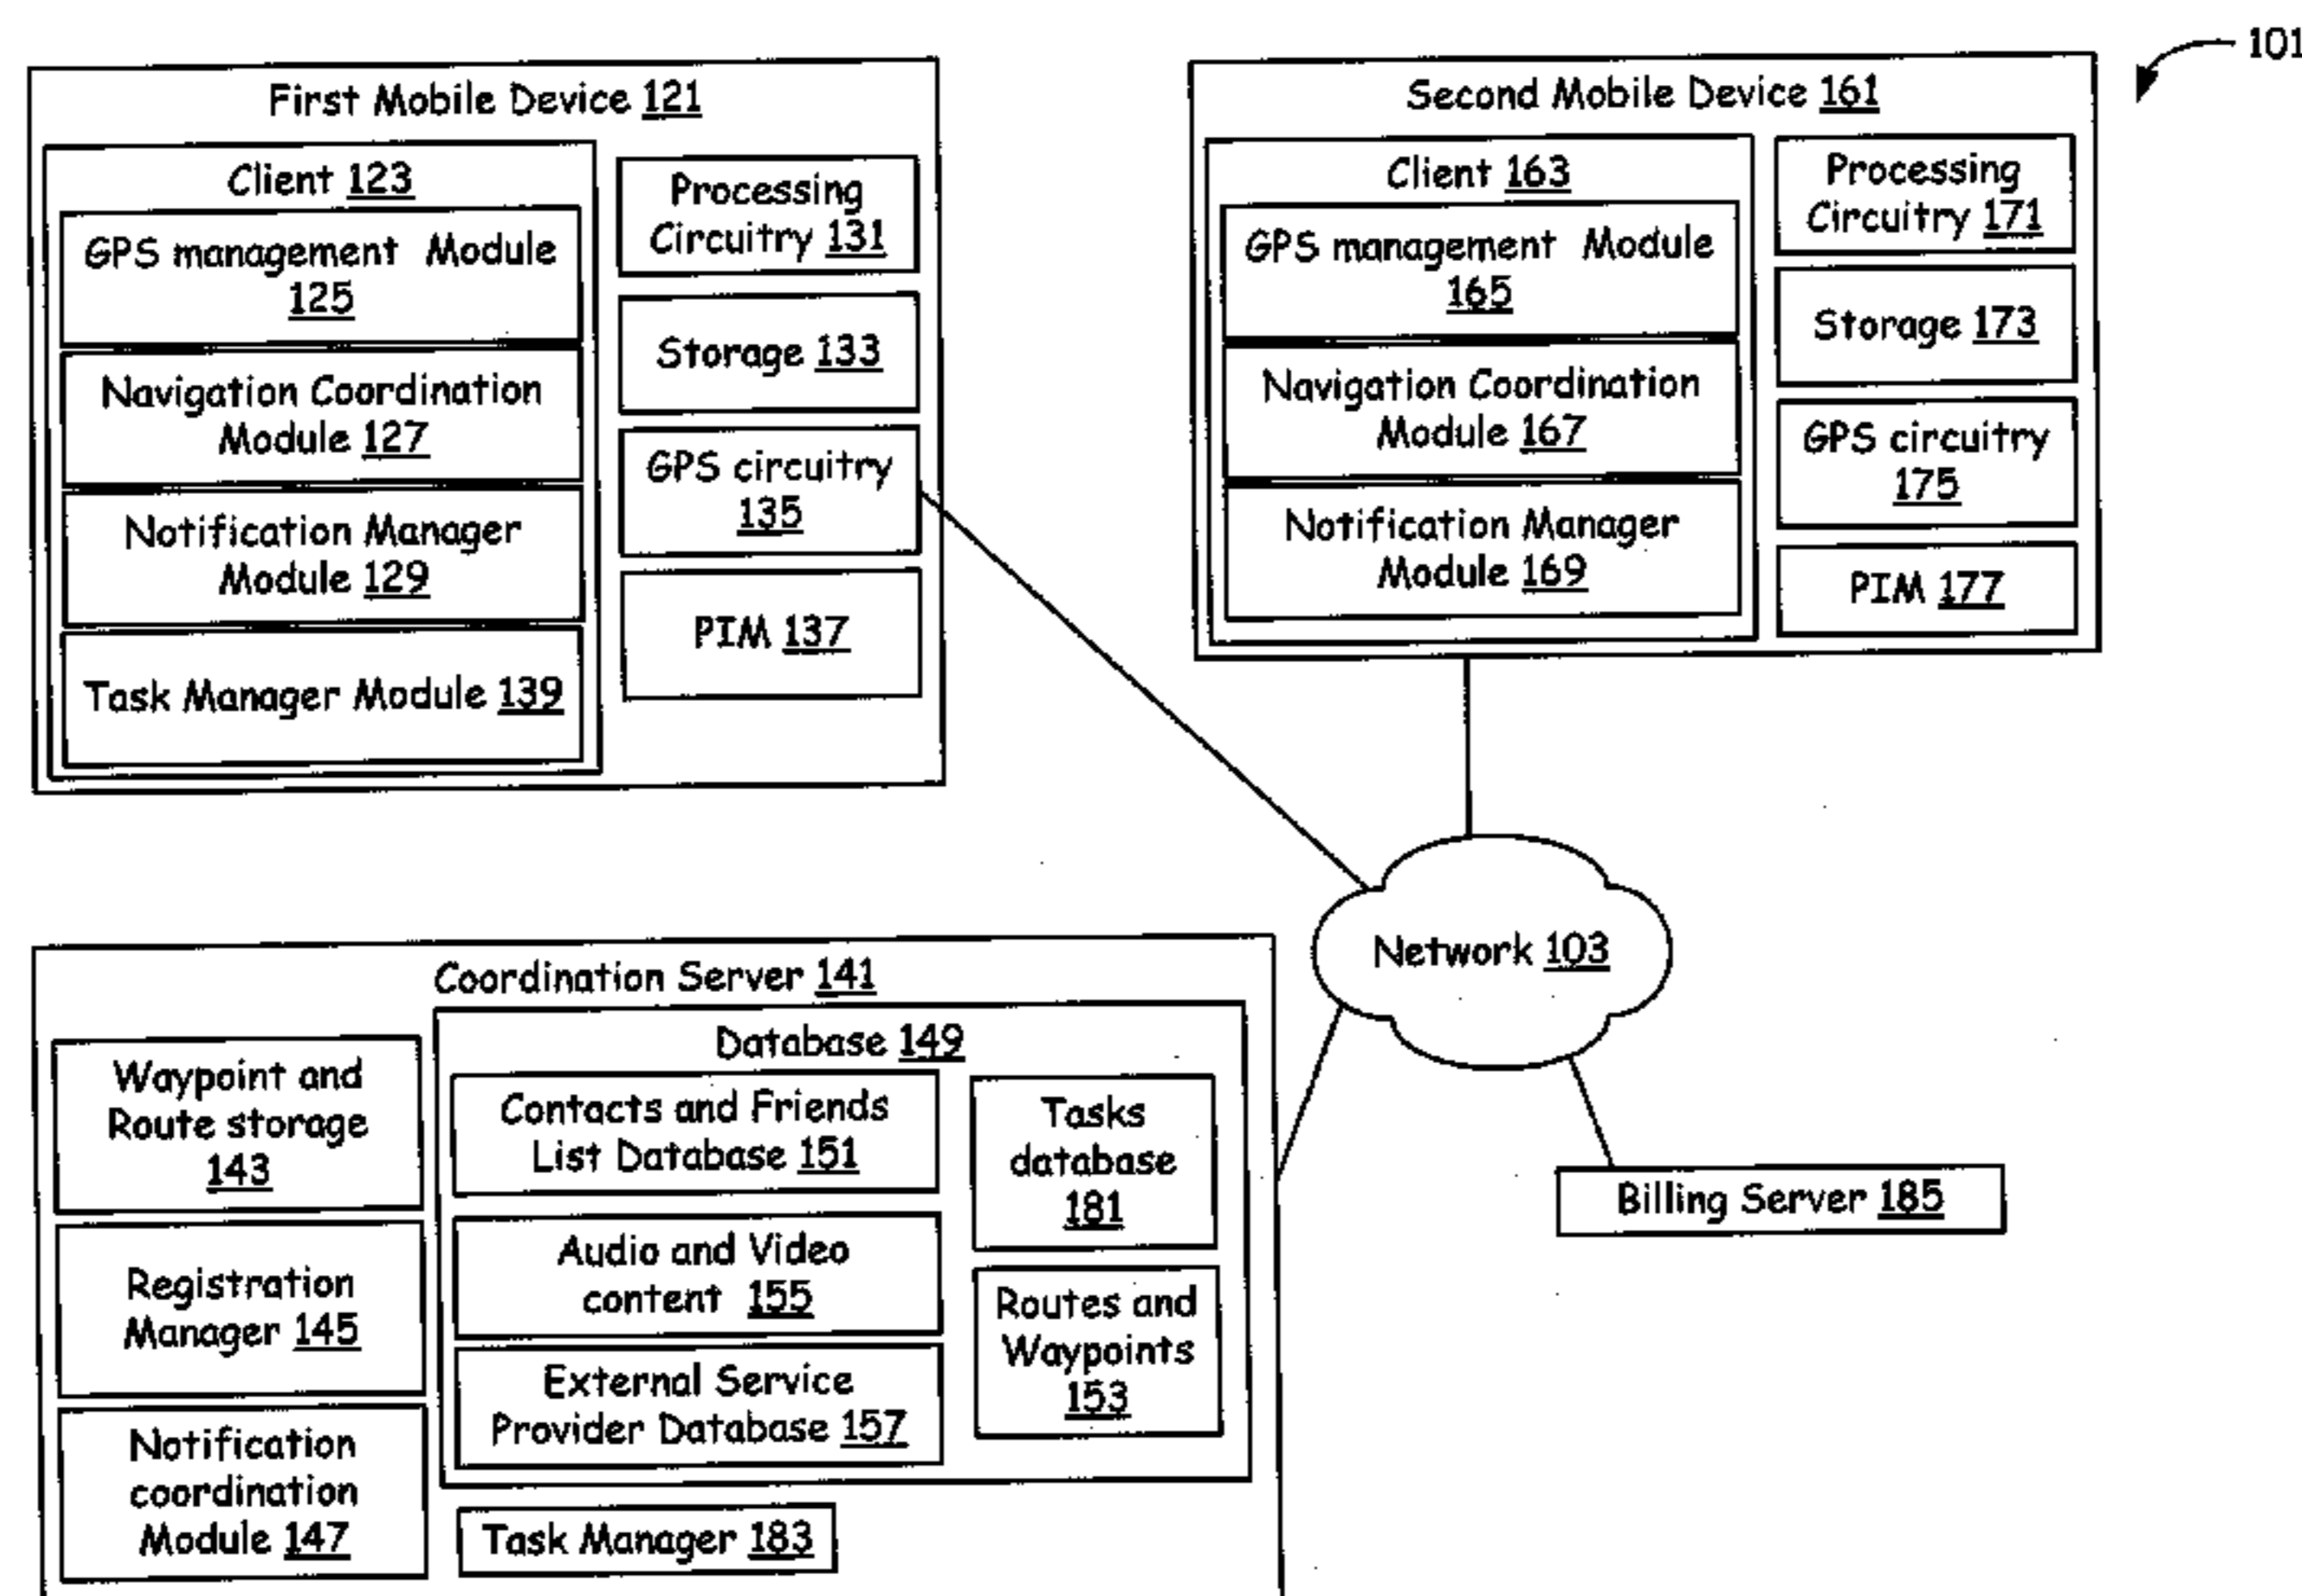 101
First Mobile Device 121
Client 123
GPS management Module
125
Navigation Coordination
Module 127
Notification Manager
Module 129
Task Manager Module 139
Processing
Circuitry 131
Storage 133
GPS circuitry
135
PIM 137
Second Mobile Device 161
Client 163
GPS management Module
165
Navigation Coordination
Module 167
Notification Manager
Module 169
Processing
Circuitry 171
Storage 173
GPS circuitry
175
PIM 177
Network 103
Coordination Server 141
Waypoint and
Route storage
143
Registration
Manager 145
Notification
coordination
Module 147
Database 149
Contacts and Friends
List Database 151
Audio and Video
content 155
External Service
Provider Database 157
Tasks
database
181
Routes and
Waypoints
153
Task Manager 183
Billing Server 185